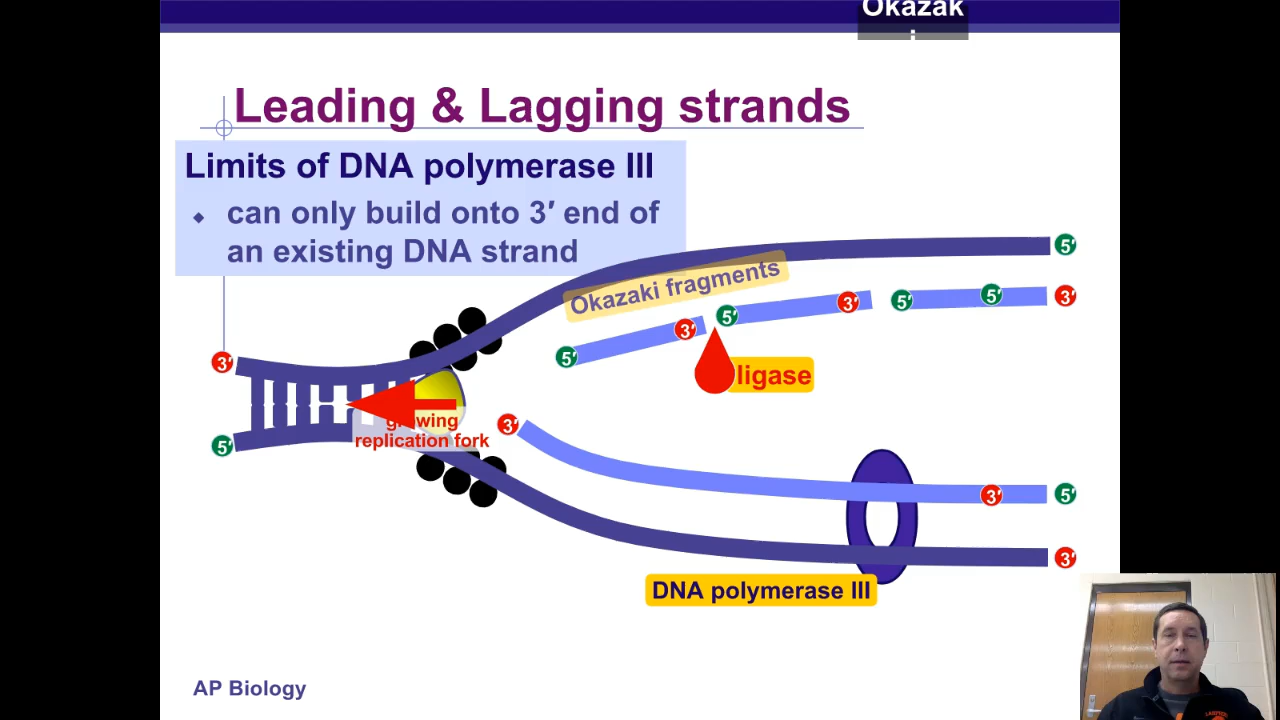 Okazak
Leading & Lagging strands
Limits of DNA polymerase III
can only build onto 3′ end of
an existing DNA strand
5′
Okazaki fragments
3′
5′
3′
5′
5′
3′
5′
3′
ligase
growing
replication fork
5′
3′
3′
5′
3′
DNA polymerase III
AP Biology